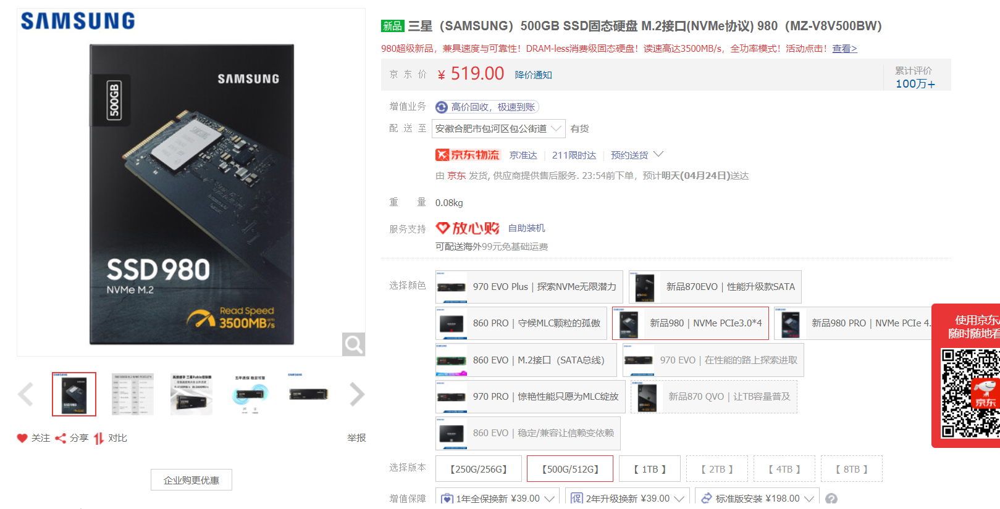 SAMSUNG
SAMSUNG
500GB
SSD 980
NVMe M.2
Read Speed
3500MB/s
关注 分享 对比
举报
企业购更优惠
新品 三星（SAMSUNG）500GB SSD固态硬盘 M.2接口(NVMe协议) 980（MZ-V8V500BW）
980超级新品，兼具速度与可靠性！DRAM-less消费级固态硬盘！读速高达3500MB/s，全功率模式！活动点击！查看>
京东价 ¥ 519.00 降价通知
累计评价
100万+
增值业务 高价回收，极速到账
配送至 安徽合肥市包河区包公街道 有货
京东物流 京准达 211限时达 预约送货
由 京东 发货, 供应商提供售后服务. 23:54前下单，预计明天(04月24日)送达
重量 0.08kg
服务支持 放心购 自助装机
可配送海外99元免基础运费
选择颜色
970 EVO Plus | 探索NVMe无限潜力
新品870EVO | 性能升级款SATA
860 PRO | 守候MLC颗粒的孤傲
新品980 | NVMe PCIe3.0*4
新品980 PRO | NVMe PCIe 4.
860 EVO | M.2接口（SATA总线）
970 EVO | 在性能的路上探索进取
970 PRO | 惊艳性能只愿为MLC绽放
新品870 QVO | 让TB容量普及
860 EVO | 稳定/兼容让信赖变依赖
选择版本 【250G/256G】 【500G/512G】 【 1TB 】 【 2TB 】 【 4TB 】 【 8TB 】
增值保障 1年全保换新 ¥39.00 促 2年升级换新 ¥39.00 标准版安装 ¥198.00 ?
使用京东
随时随地看
京东